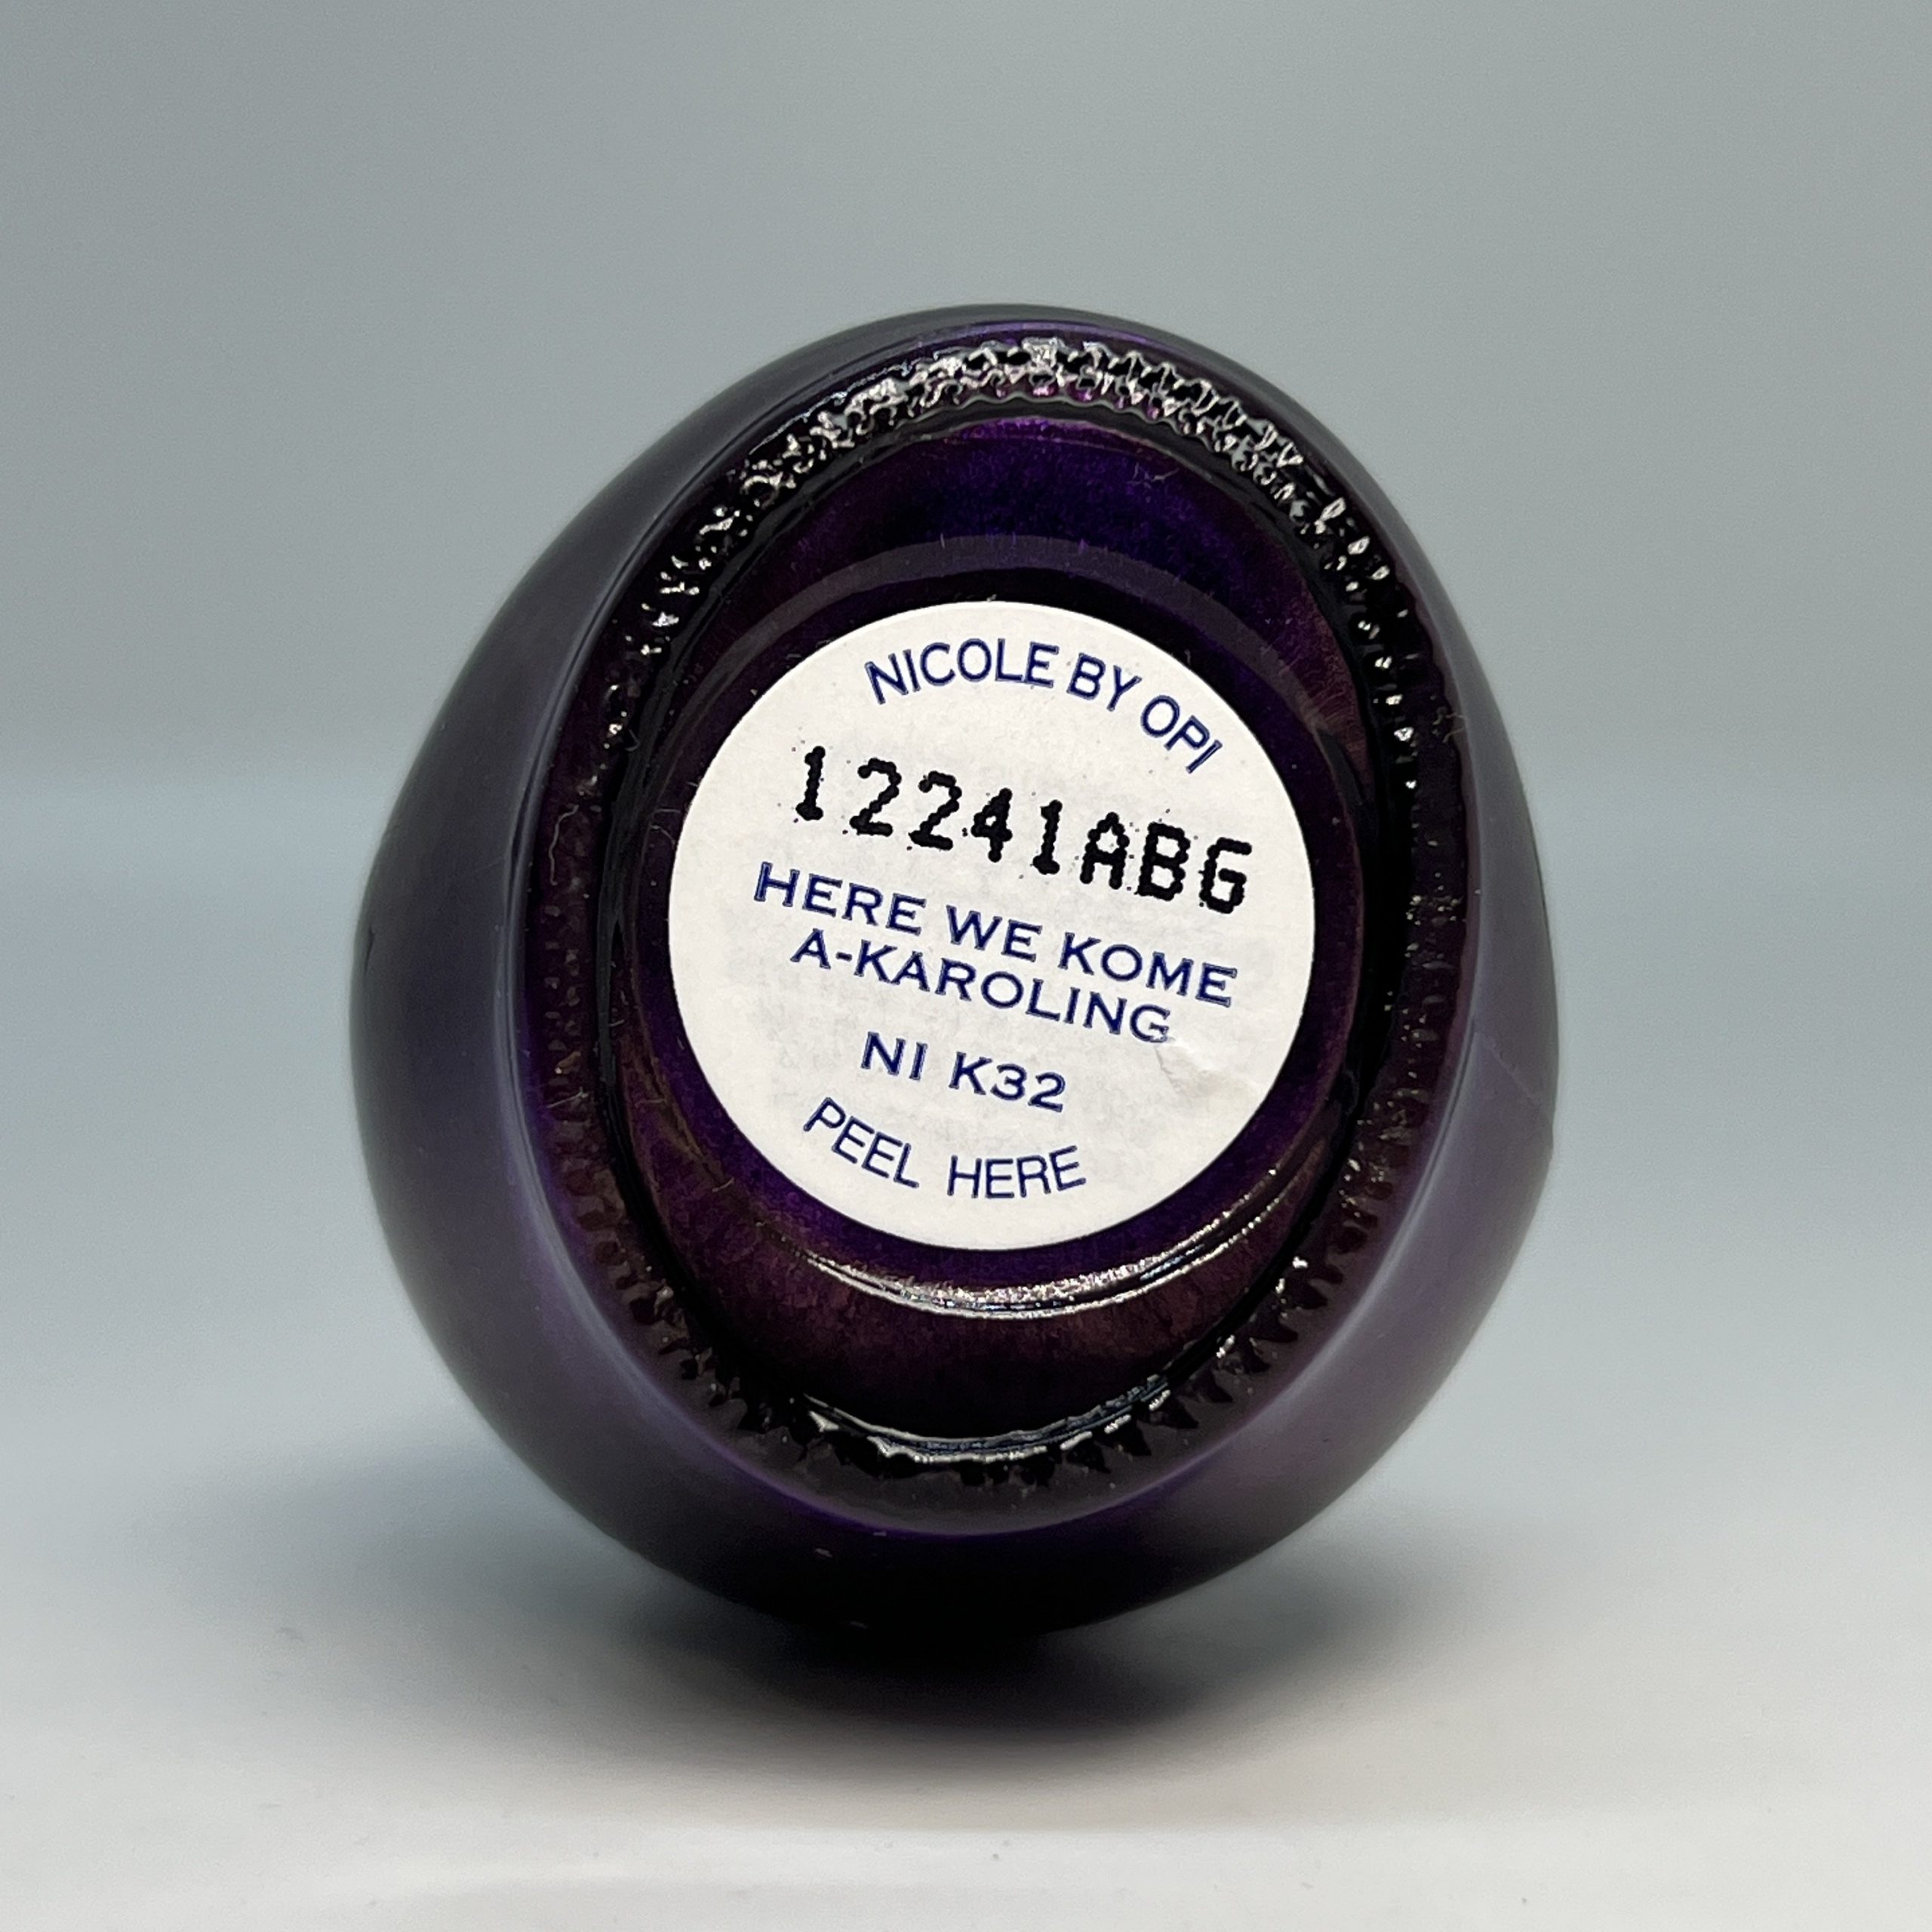 NICOLE BY OPI
12241ABG
HERE WE KOME
A-KAROLING
NI K32
PEEL HERE